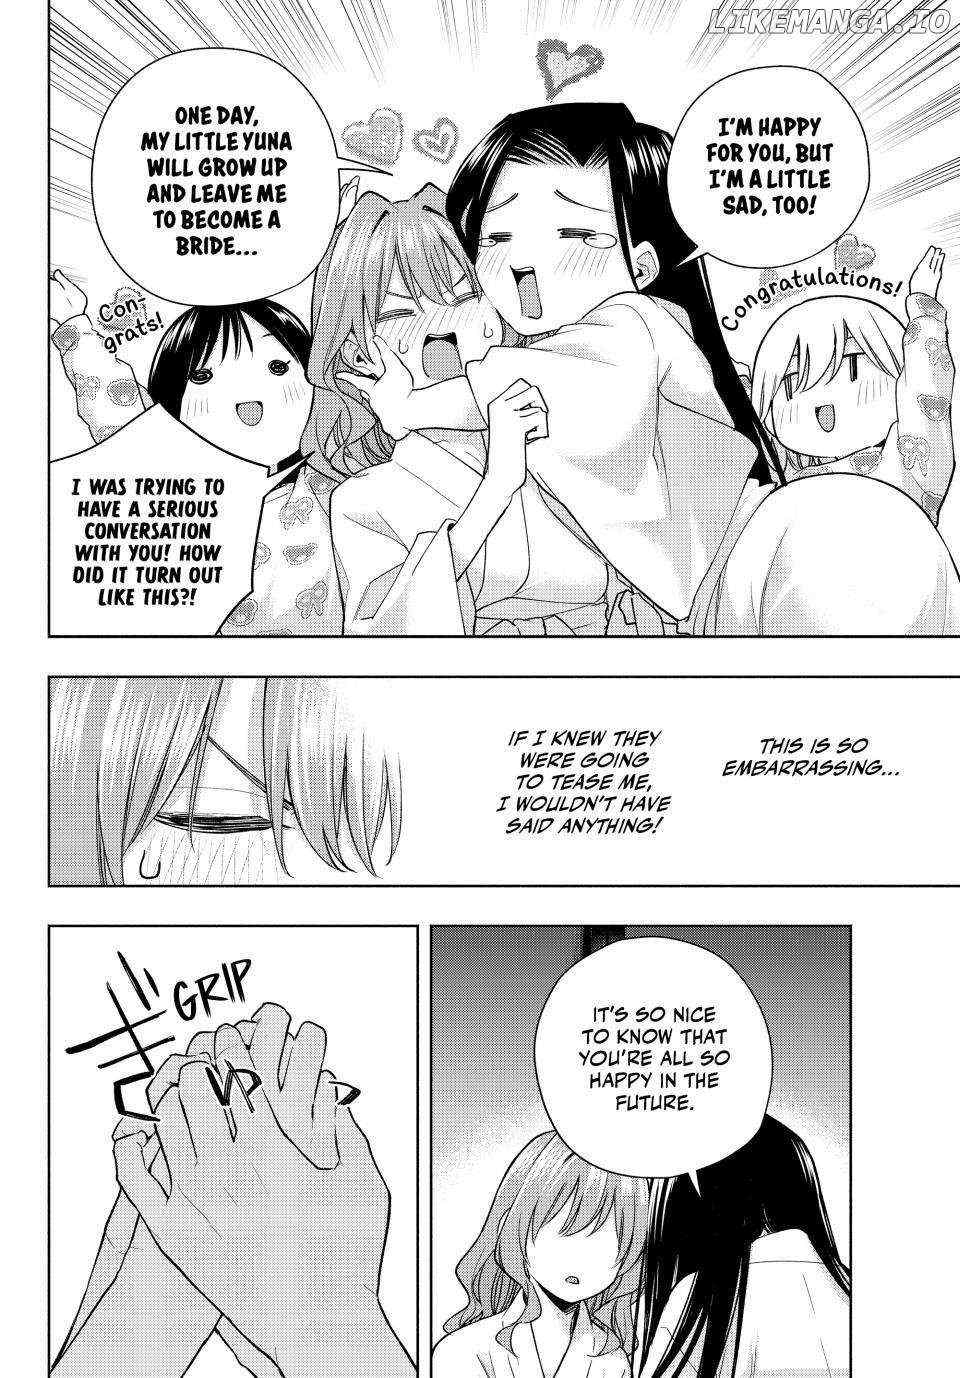 LIKEMANGA.IO
I'M HAPPY
FOR YOU, BUT
I'M A LITTLE
SAD, TOO!
ONE DAY,
MY LITTLE YUNA
WILL GROW UP
AND LEAVE ME
TO BECOME A
BRIDE...
Congratulations!
Con-
grats!
I WAS TRYING TO
HAVE A SERIOUS
CONVERSATION
WITH YOU! HOW
DID IT TURN OUT
LIKE THIS?!
THIS IS SO
EMBARRASSING...
IF I KNEW THEY
WERE GOING
TO TEASE ME,
I WOULDN'T HAVE
SAID ANYTHING!
IT'S SO NICE
TO KNOW THAT
YOU'RE ALL SO
HAPPY IN THE
FUTURE.
GRIP
ぎゅっ